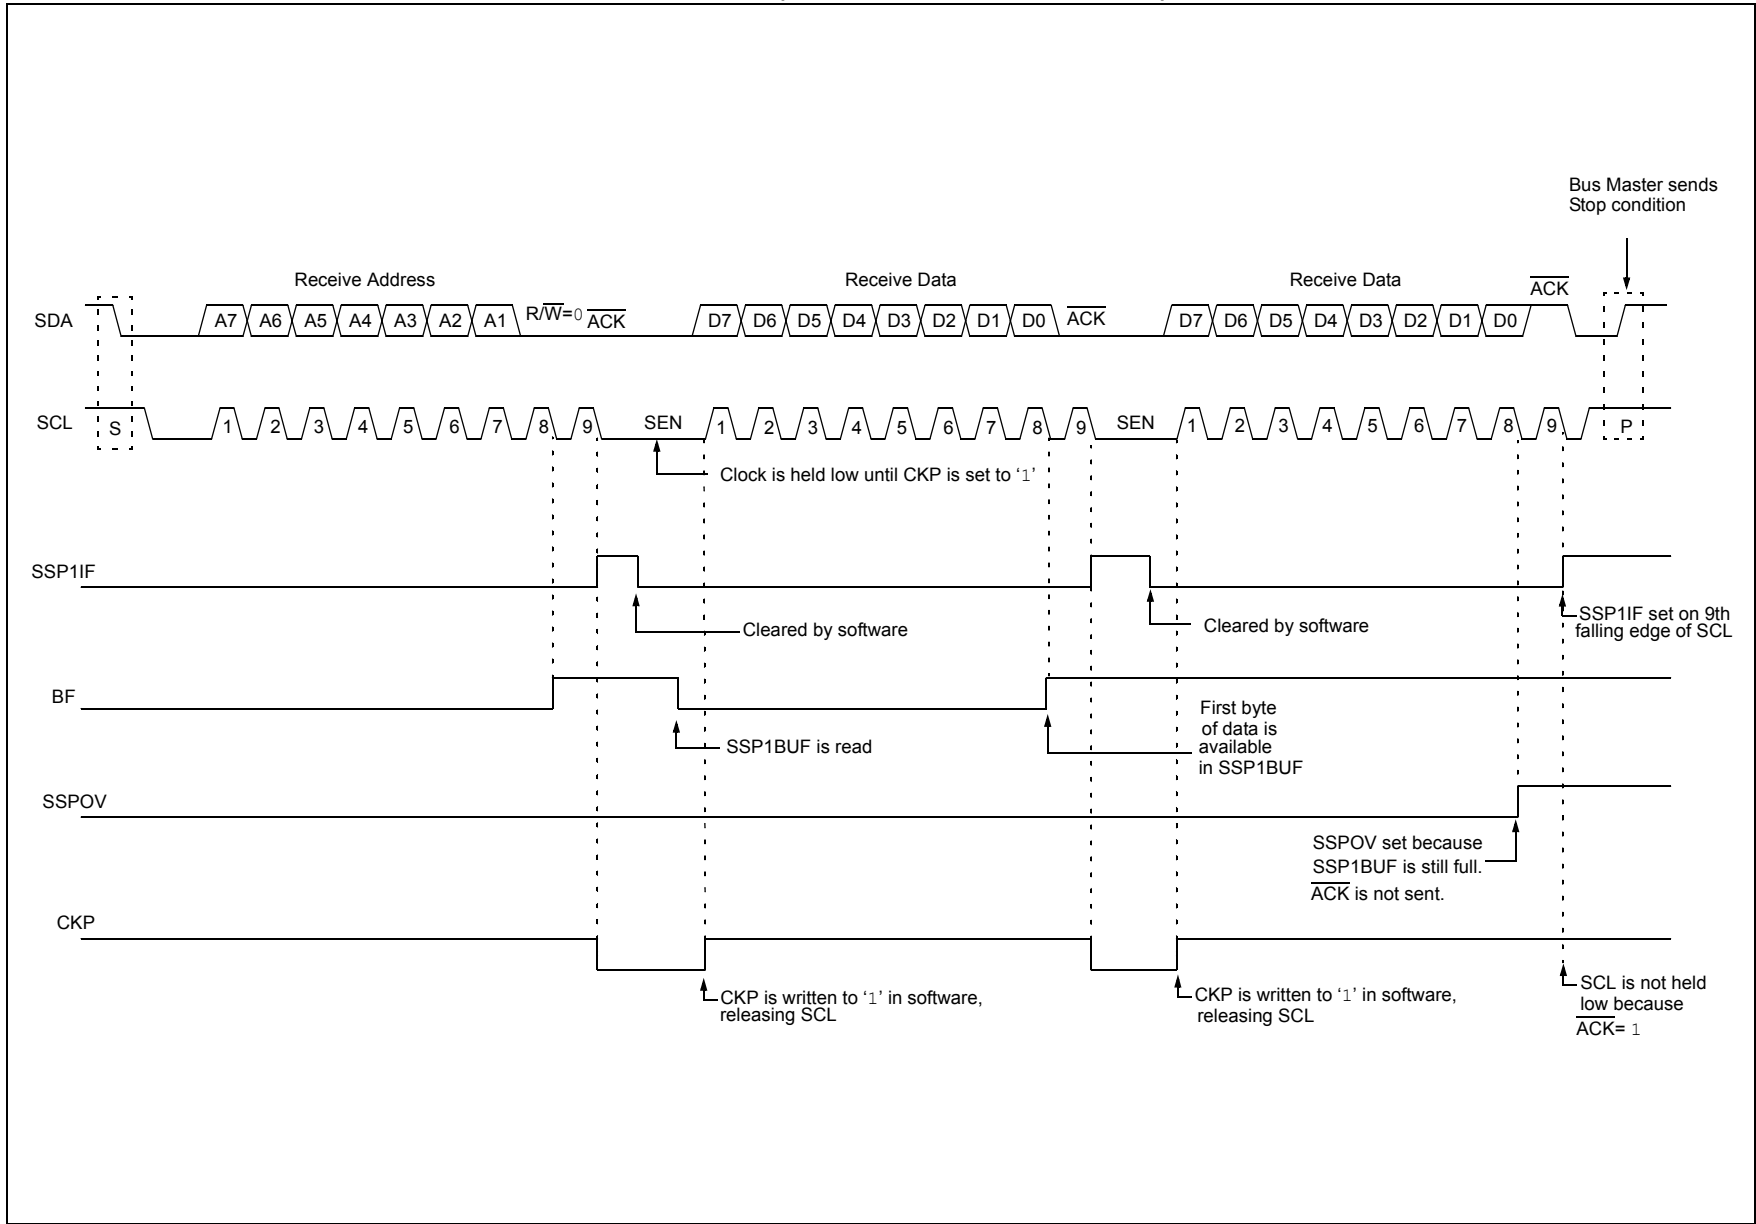 Bus Master sends
Stop condition
Receive Address
Receive Data
Receive Data
ACK
SDA
A7 A6 A5 A4 A3 A2 A1 R/W=0 ACK
D7 D6 D5 D4 D3 D2 D1 D0 ACK
D7 D6 D5 D4 D3 D2 D1 D0
SCL
S 1 2 3 4 5 6 7 8 9 SEN 1 2 3 4 5 6 7 8 9 SEN 1 2 3 4 5 6 7 8 9 P
Clock is held low until CKP is set to ‘1’
SSP1IF
Cleared by software
Cleared by software
SSP1IF set on 9th
falling edge of SCL
BF
SSP1BUF is read
First byte
of data is
available
in SSP1BUF
SSPOV
SSPOV set because
SSP1BUF is still full.
ACK is not sent.
CKP
CKP is written to ‘1’ in software,
releasing SCL
CKP is written to ‘1’ in software,
releasing SCL
SCL is not held
low because
ACK= 1